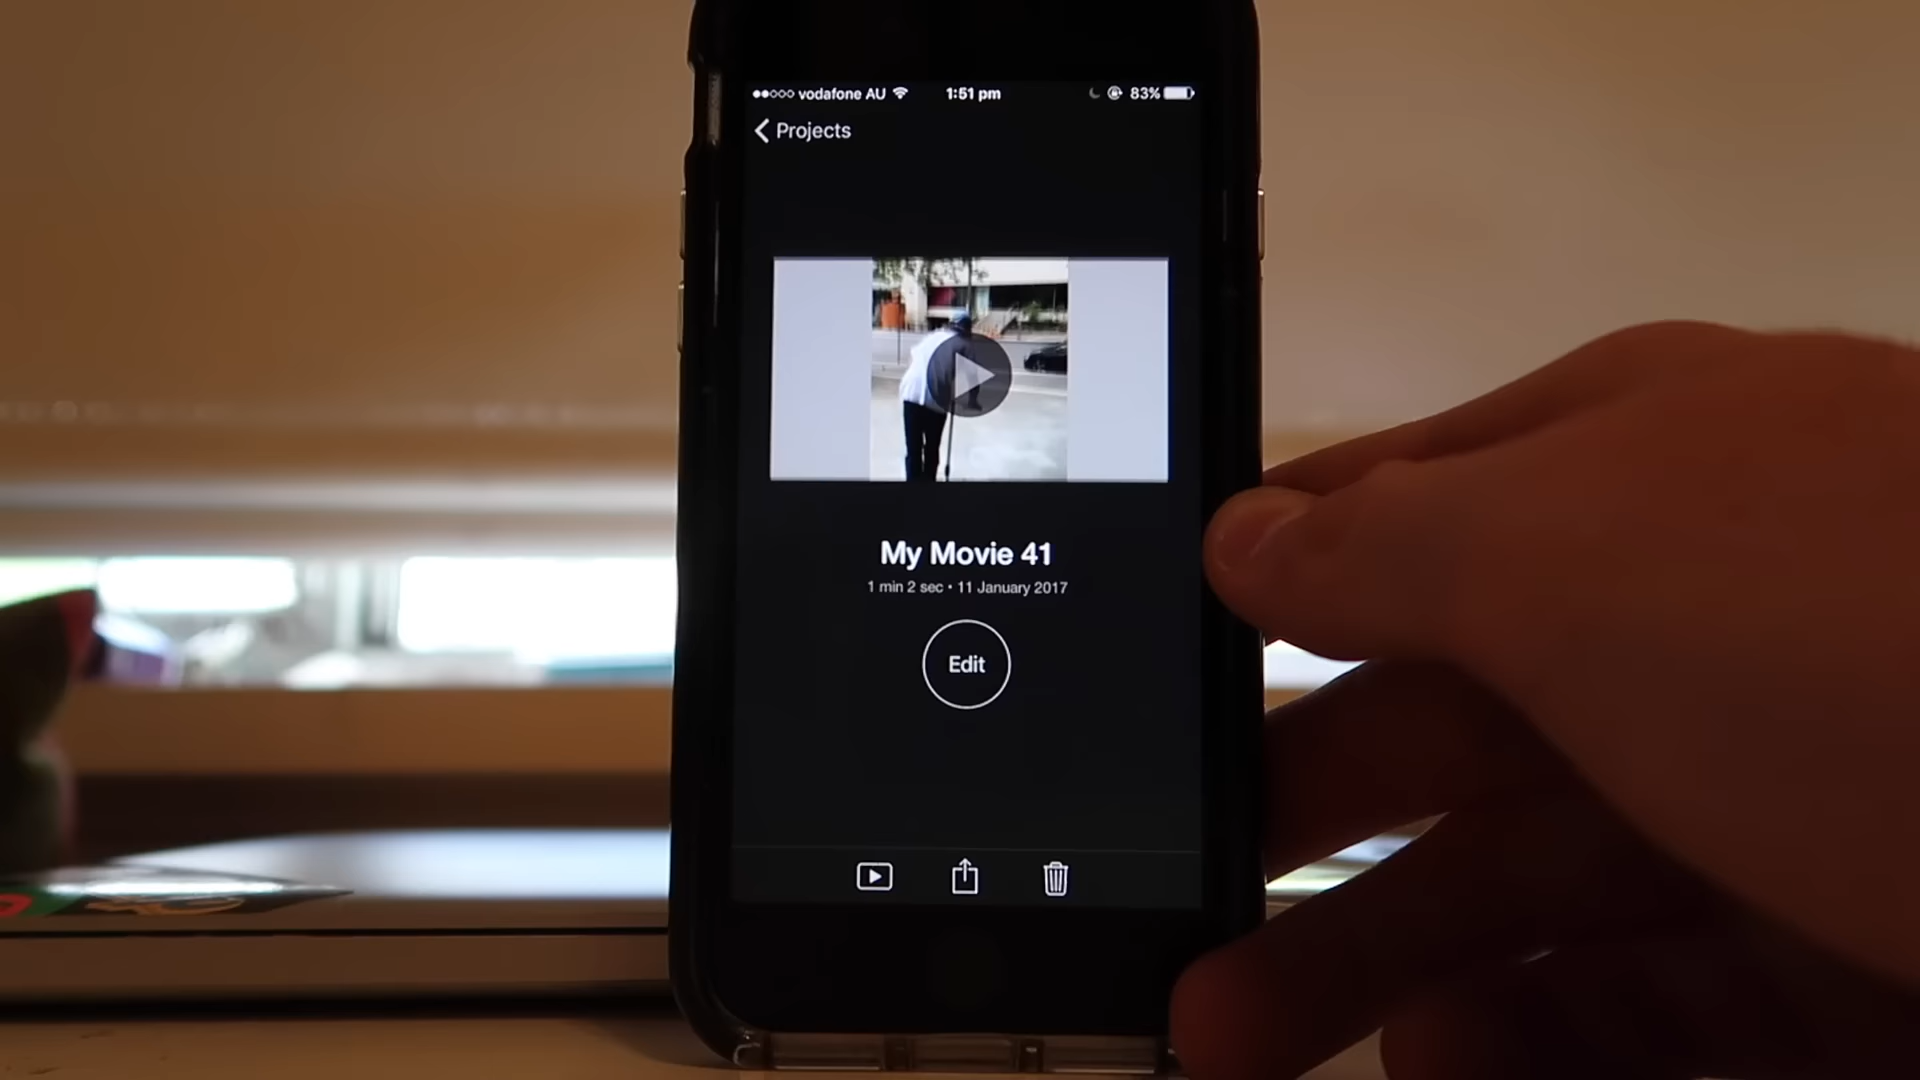 vodafone AU 1:51 pm 83%
Projects
My Movie 41
1 min 2 sec • 11 January 2017
Edit